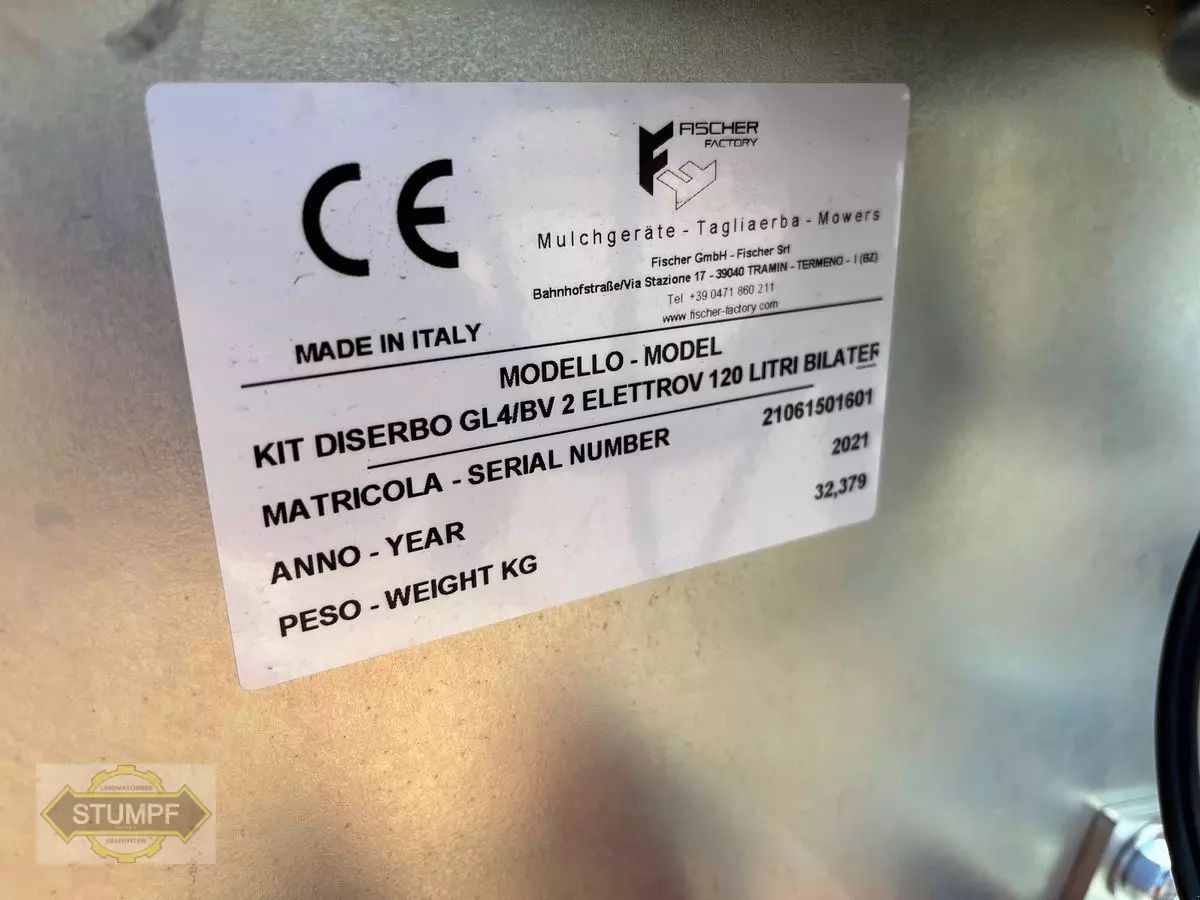 CE
FISCHER
FACTORY
Mulchgeräte - Tagliaerba - Mowers
Fischer GmbH - Fischer Srl
Bahnhofstraße/Via Stazione 17 - 39040 TRAMIN - TERMENO - I (BZ)
Tel +39 0471 860 211
www.fischer-factory.com
MADE IN ITALY
MODELLO - MODEL
KIT DISERBO GL4/BV 2 ELETTROV 120 LITRI BILATER
MATRICOLA - SERIAL NUMBER 21061501601
ANNO - YEAR 2021
PESO - WEIGHT KG 32,379
LANDMASCHINEN
STUMPF
GRAFENSTEIN